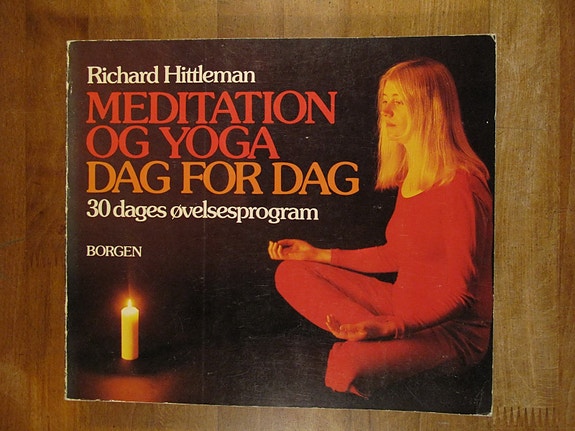 Richard Hittleman
MEDITATION
OG YOGA
DAG FOR DAG
30 dages øvelsesprogram
BORGEN